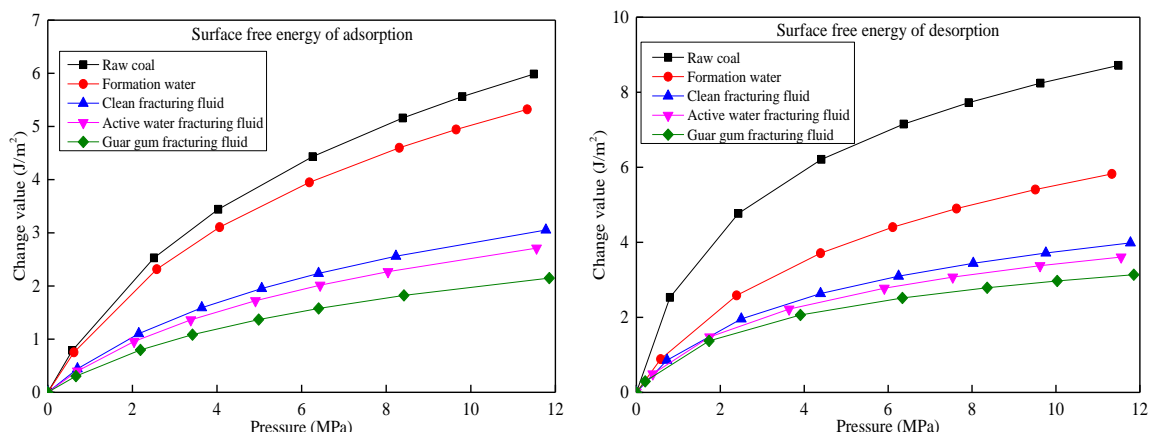 Surface free energy of adsorption
Raw coal
Formation water
Clean fracturing fluid
Active water fracturing fluid
Guar gum fracturing fluid
Change value (J/m²)
7
6
5
4
3
2
1
0
0 2 4 6 8 10 12
Pressure (MPa)
Surface free energy of desorption
Raw coal
Formation water
Clean fracturing fluid
Active water fracturing fluid
Guar gum fracturing fluid
Change value (J/m²)
10
8
6
4
2
0
0 2 4 6 8 10 12
Pressure (MPa)